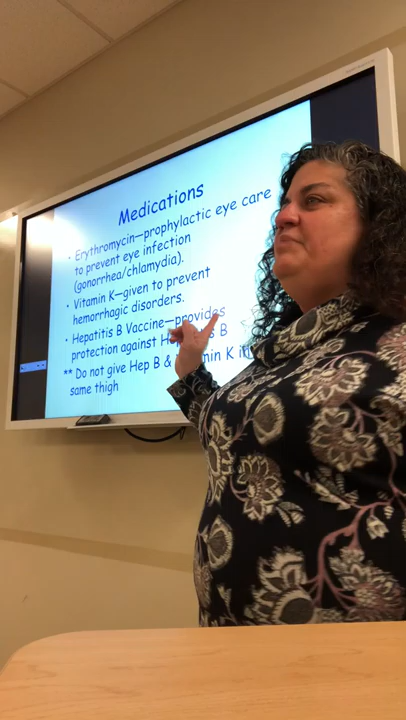 Medications
• Erythromycin—prophylactic eye care
to prevent eye infection
(gonorrhea/chlamydia).
• Vitamin K—given to prevent
hemorrhagic disorders.
• Hepatitis B Vaccine—provides
protection against B
** Do not give Hep B & K
same thigh